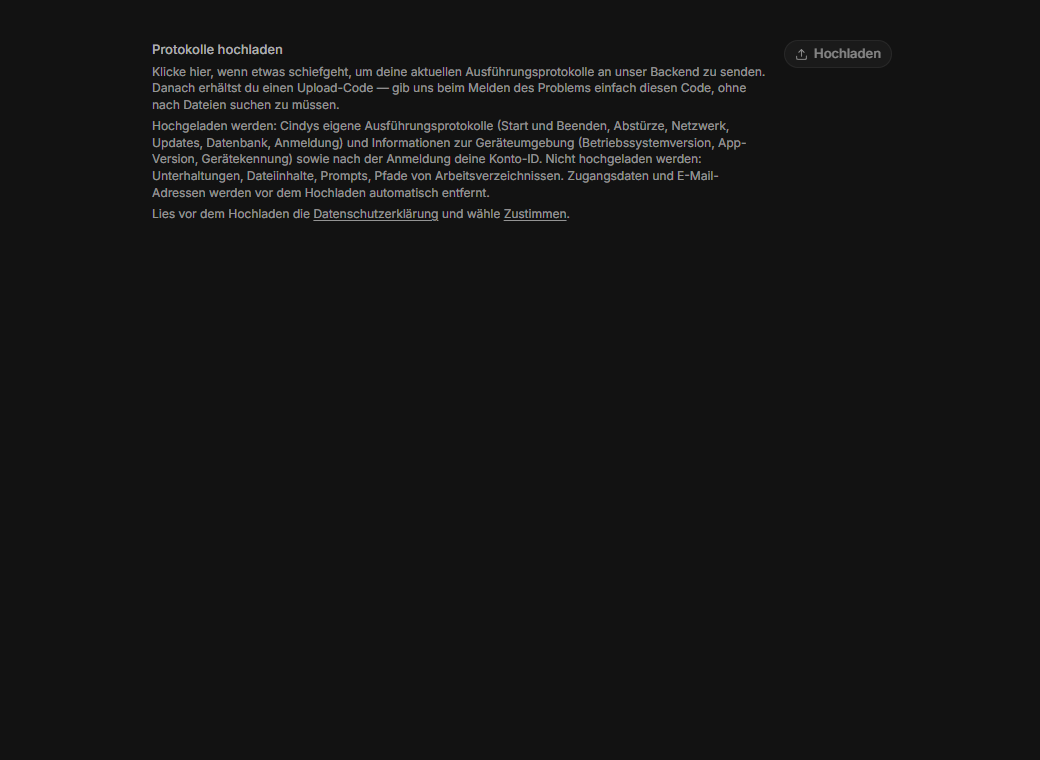 Protokolle hochladen
Hochladen
Klicke hier, wenn etwas schiefgeht, um deine aktuellen Ausführungsprotokolle an unser Backend zu senden.
Danach erhältst du einen Upload-Code — gib uns beim Melden des Problems einfach diesen Code, ohne
nach Dateien suchen zu müssen.
Hochgeladen werden: Cindys eigene Ausführungsprotokolle (Start und Beenden, Abstürze, Netzwerk,
Updates, Datenbank, Anmeldung) und Informationen zur Geräteumgebung (Betriebssystemversion, App-
Version, Gerätekennung) sowie nach der Anmeldung deine Konto-ID. Nicht hochgeladen werden:
Unterhaltungen, Dateiinhalte, Prompts, Pfade von Arbeitsverzeichnissen. Zugangsdaten und E-Mail-
Adressen werden vor dem Hochladen automatisch entfernt.
Lies vor dem Hochladen die Datenschutzerklärung und wähle Zustimmen.